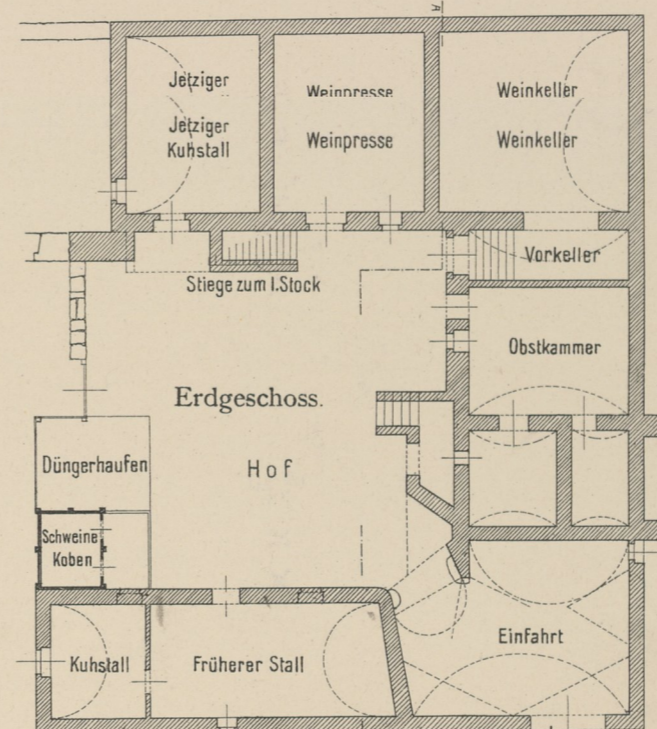 A
Jetziger
Weinpresse
Weinkeller
Jetziger
Kuhstall
Weinpresse
Weinkeller
Vorkeller
Stiege zum I.Stock
Obstkammer
Erdgeschoss.
Düngerhaufen
Hof
Schweine
Koben
Kuhstall
Früherer Stall
Einfahrt